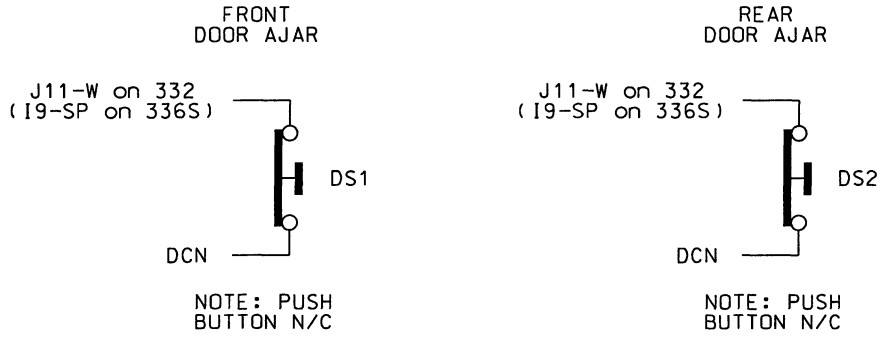 FRONT
DOOR AJAR
J11-W on 332
(I9-SP on 336S)
DS1
DCN
NOTE: PUSH
BUTTON N/C
REAR
DOOR AJAR
J11-W on 332
(I9-SP on 336S)
DS2
DCN
NOTE: PUSH
BUTTON N/C